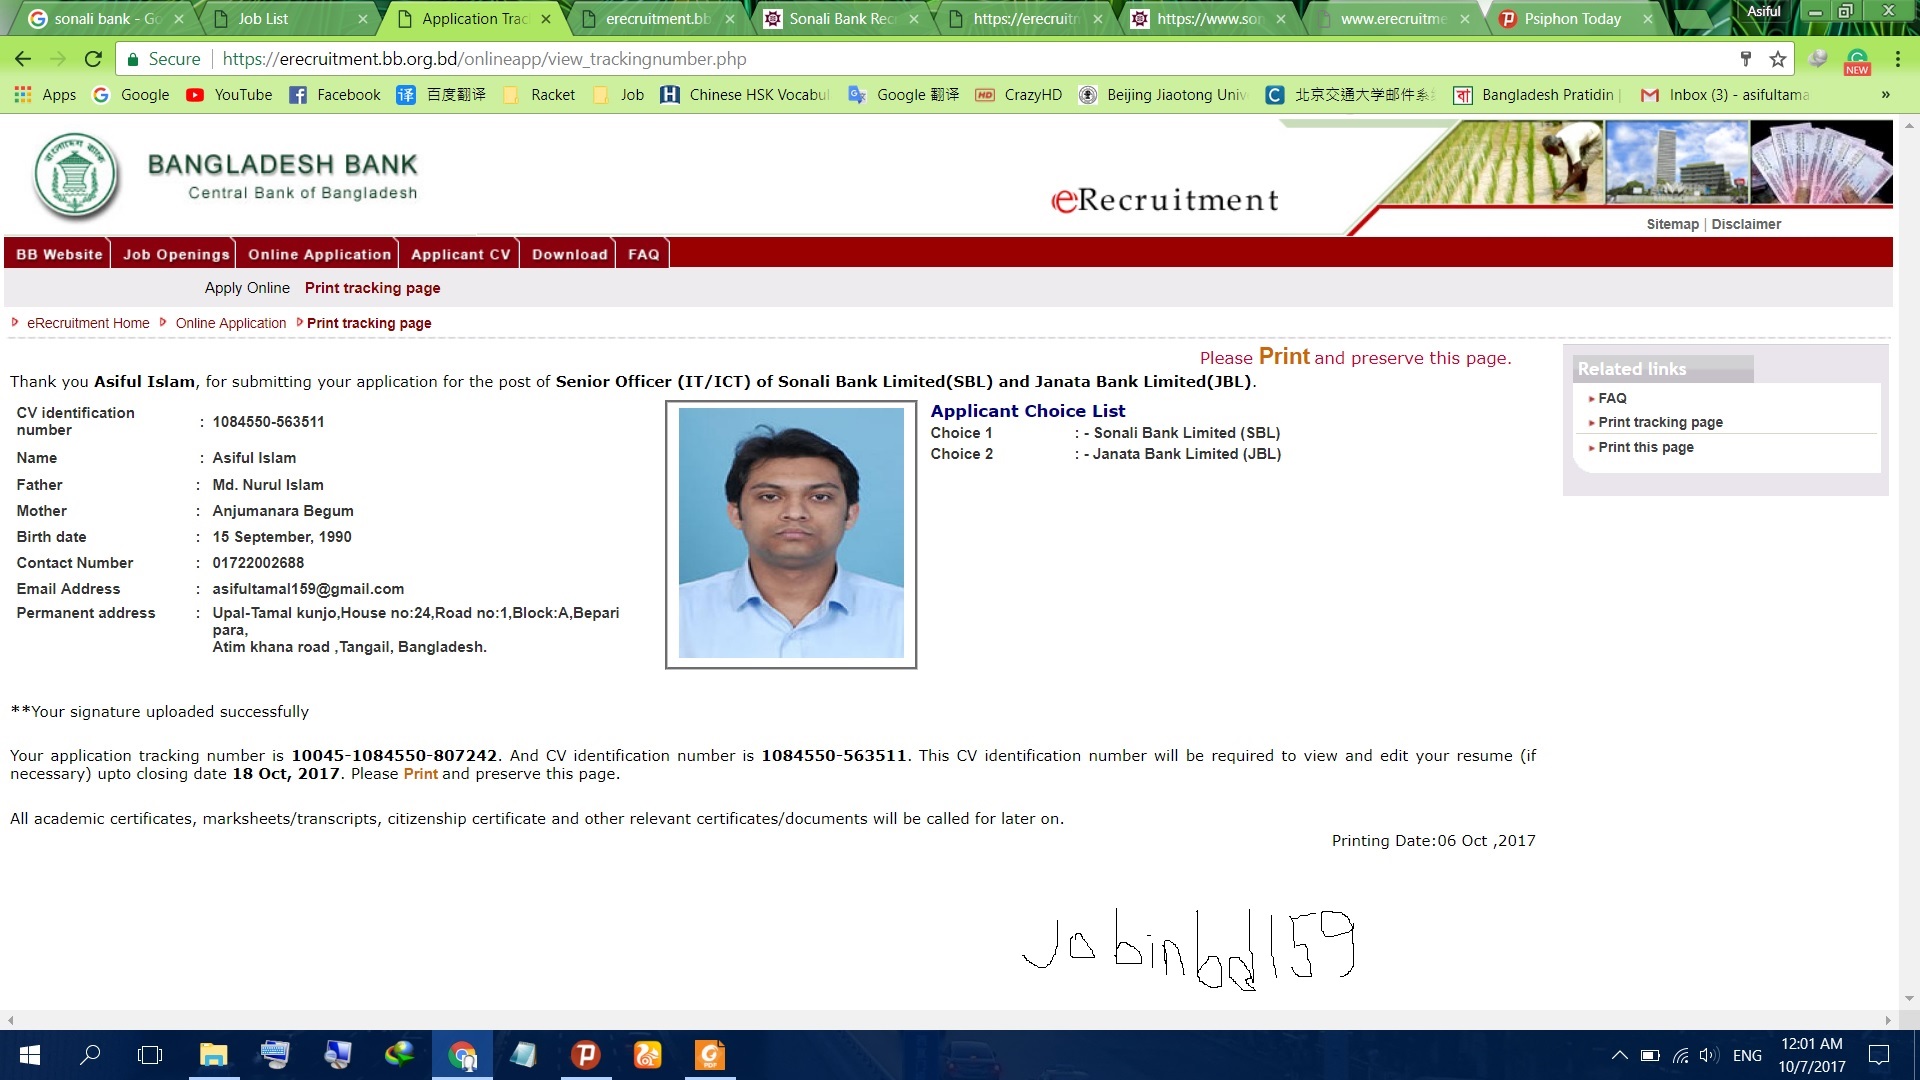 sonali bank - Go
Job List
Application Trac
erecruitment.bb
Sonali Bank Rec
https://erecruitm
https://www.son
www.erecruitme
Psiphon Today
Asiful
Secure
https://erecruitment.bb.org.bd/onlineapp/view_trackingnumber.php
NEW
Apps
Google
YouTube
Facebook
译 百度翻译
Racket
Job
H Chinese HSK Vocabul
Google 翻译
HD CrazyHD
Beijing Jiaotong Univ
C 北京交通大学邮件系
বা Bangladesh Pratidin |
Inbox (3) - asifultama
»
BANGLADESH BANK
Central Bank of Bangladesh
eRecruitment
Sitemap | Disclaimer
BB Website
Job Openings
Online Application
Applicant CV
Download
FAQ
Apply Online
Print tracking page
eRecruitment Home
Online Application
Print tracking page
Please Print and preserve this page.
Thank you Asiful Islam, for submitting your application for the post of Senior Officer (IT/ICT) of Sonali Bank Limited(SBL) and Janata Bank Limited(JBL).
CV identification
number : 1084550-563511
Name : Asiful Islam
Father : Md. Nurul Islam
Mother : Anjumanara Begum
Birth date : 15 September, 1990
Contact Number : 01722002688
Email Address : asifultamal159@gmail.com
Permanent address : Upal-Tamal kunjo,House no:24,Road no:1,Block:A,Bepari
para,
Atim khana road ,Tangail, Bangladesh.
Applicant Choice List
Choice 1 : - Sonali Bank Limited (SBL)
Choice 2 : - Janata Bank Limited (JBL)
Related links
FAQ
Print tracking page
Print this page
**Your signature uploaded successfully
Your application tracking number is 10045-1084550-807242. And CV identification number is 1084550-563511. This CV identification number will be required to view and edit your resume (if
necessary) upto closing date 18 Oct, 2017. Please Print and preserve this page.
All academic certificates, marksheets/transcripts, citizenship certificate and other relevant certificates/documents will be called for later on.
Printing Date:06 Oct ,2017
Jobinbd159
ENG
12:01 AM
10/7/2017